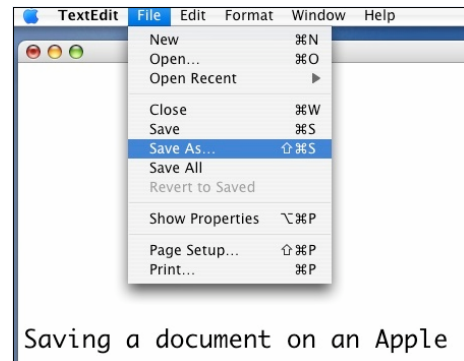 TextEdit File Edit Format Window Help
New ⌘N
Open... ⌘O
Open Recent ▶
Close ⌘W
Save ⌘S
Save As... ⇧⌘S
Save All
Revert to Saved
Show Properties ⌥⌘P
Page Setup... ⇧⌘P
Print... ⌘P
Saving a document on an Apple